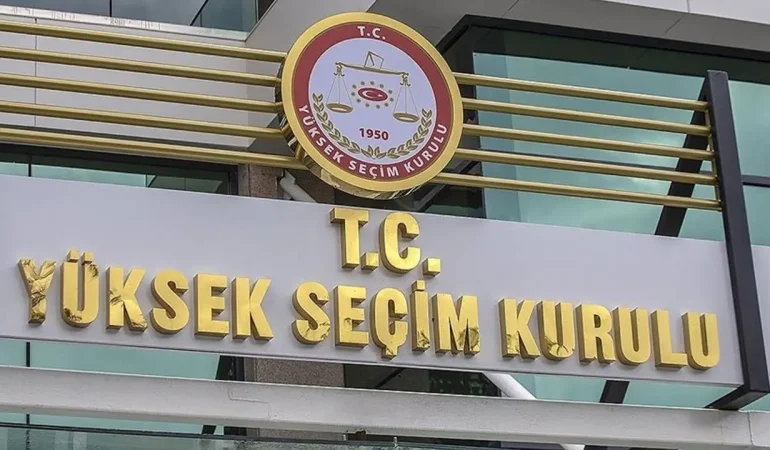 T.C.
1950
YÜKSEK SEÇİM KURULU
T.C.
YÜKSEK SEÇİM KURULU